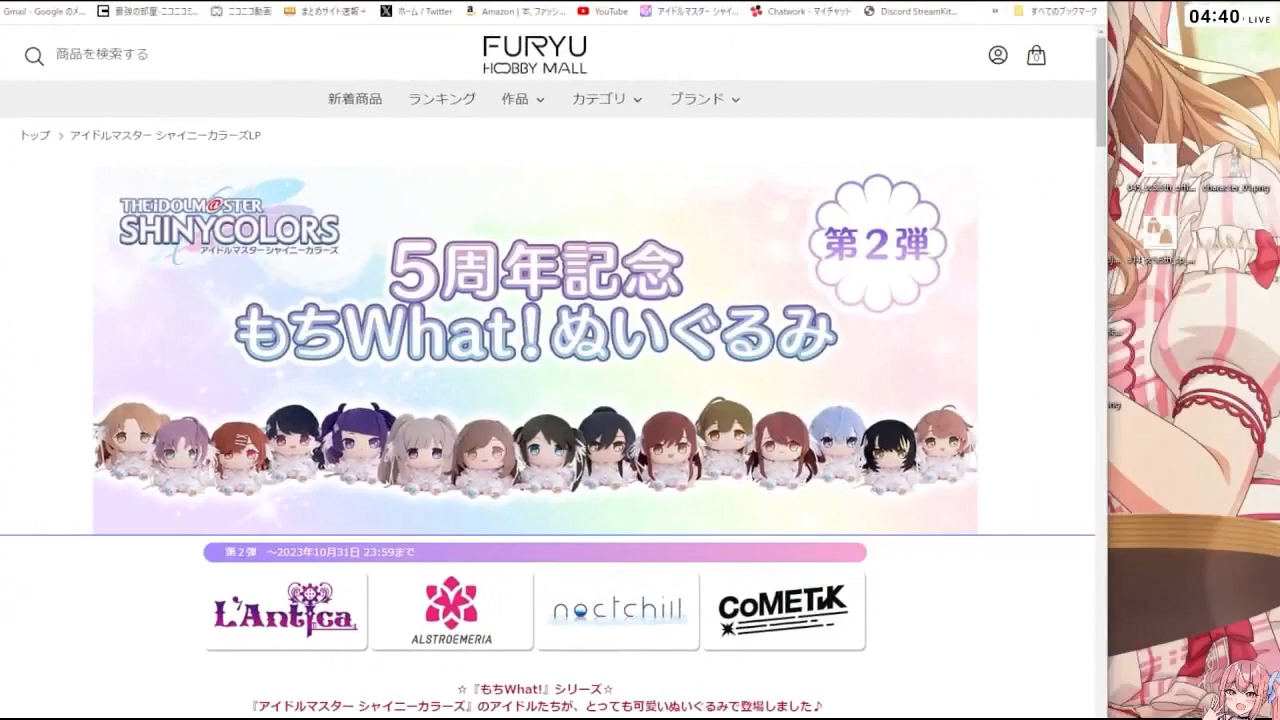 Gmail - Google のメ...
最強の部屋-ニコニコミ...
ニコニコ動画
まとめサイト速報＋
ホーム / Twitter
Amazon | 本, ファッシ...
YouTube
アイドルマスター シャイ...
Chatwork - マイチャット
Discord StreamKit...
»
すべてのブックマーク
04:40 LIVE
商品を検索する
FURYU
HOBBY MALL
0
新着商品
ランキング
作品
カテゴリ
ブランド
トップ > アイドルマスター シャイニーカラーズLP
THE iDOLM@STER
SHINYCOLORS
アイドルマスター シャイニーカラーズ
第2弾
5周年記念
もちWhat!ぬいぐるみ
character_01.png
第2弾 ～2023年10月31日 23:59まで
L'Antica
ALSTROEMERIA
noctchill
CoMETIK
☆『もちWhat!』シリーズ☆
『アイドルマスター シャイニーカラーズ』のアイドルたちが、とっても可愛いぬいぐるみで登場しました♪